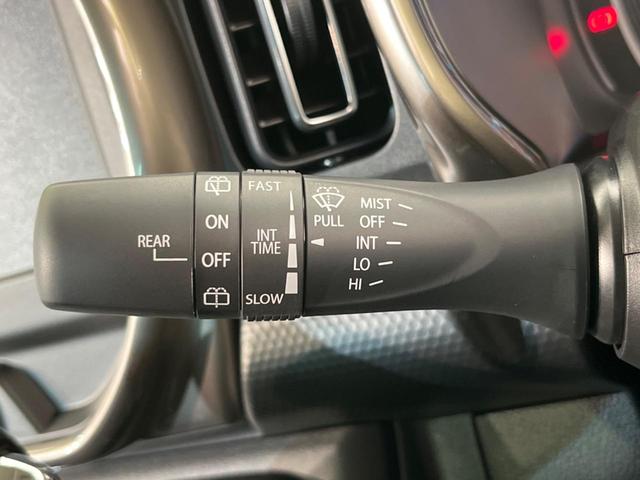 REAR
ON
OFF
FAST
INT
TIME
SLOW
PULL
MIST
OFF
INT
LO
HI